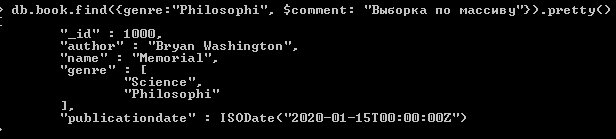 > db.book.find({genre:"Philosophi", $comment: "Выборка по массиву"}).pretty()
"_id" : 1000,
"author" : "Bryan Washington",
"name" : "Memorial",
"genre" : [
"Science",
"Philosophi"
],
"publicationdate" : ISODate("2020-01-15T00:00:00Z")